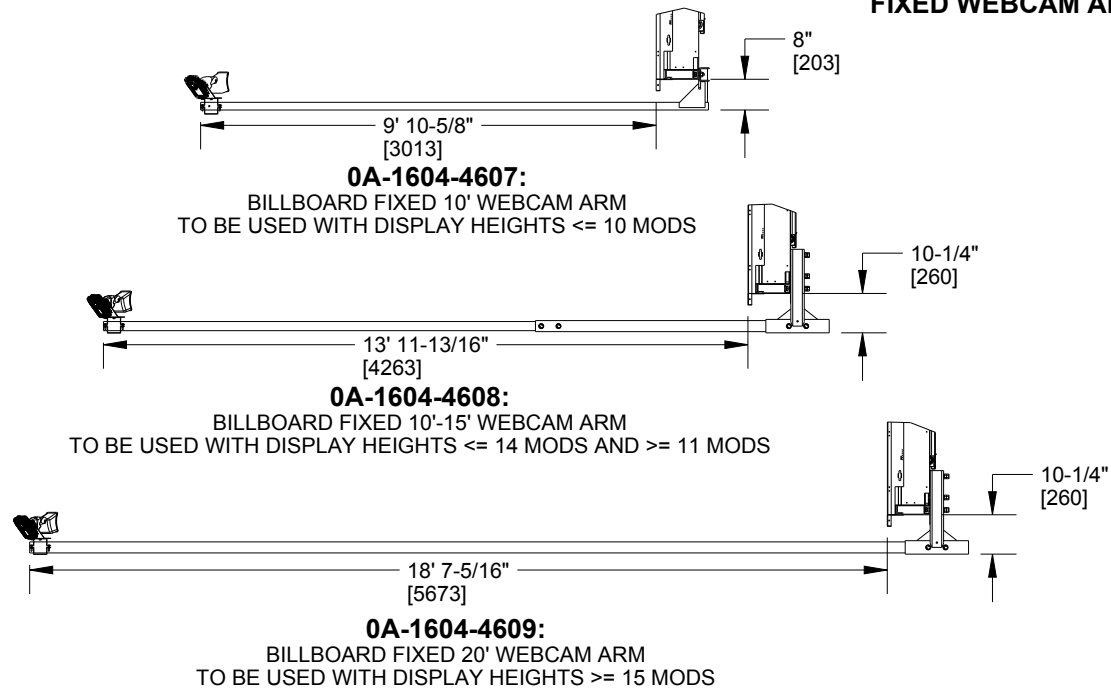 FIXED WEBCAM
8"
[203]
9' 10-5/8"
[3013]
0A-1604-4607:
BILLBOARD FIXED 10' WEBCAM ARM
TO BE USED WITH DISPLAY HEIGHTS <= 10 MODS
10-1/4"
[260]
13' 11-13/16"
[4263]
0A-1604-4608:
BILLBOARD FIXED 10'-15' WEBCAM ARM
TO BE USED WITH DISPLAY HEIGHTS <= 14 MODS AND >= 11 MODS
10-1/4"
[260]
18' 7-5/16"
[5673]
0A-1604-4609:
BILLBOARD FIXED 20' WEBCAM ARM
TO BE USED WITH DISPLAY HEIGHTS >= 15 MODS